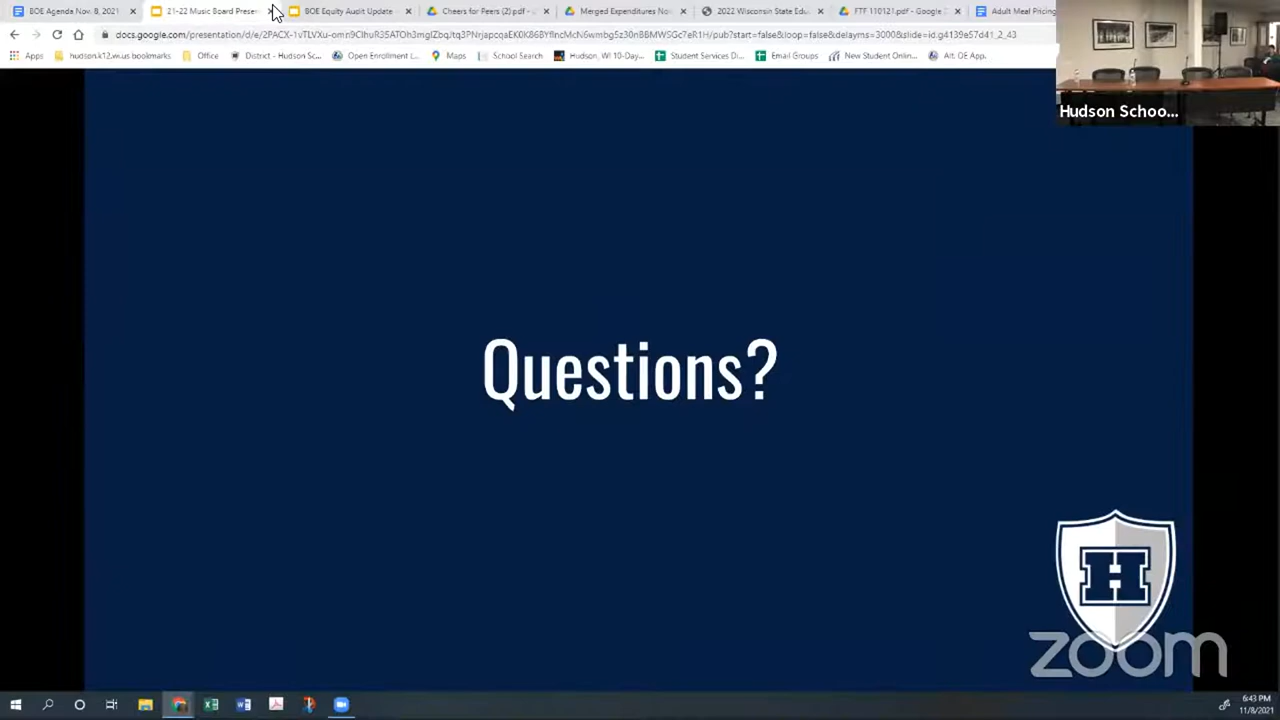 BOE Agenda Nov. 8, 2021
21-22 Music Board Presen
BOE Equity Audit Update
Cheers for Peers (2).pdf - G
Merged Expenditures Nov
2022 Wisconsin State Edu
FTF 110121.pdf - Google D
Adult Meal Pricing
hudson.k12.wi.us bookmarks
Apps
Office
District - Hudson Sc...
Open Enrollment (...
Maps
School Search
Hudson, WI 10-Day...
Student Services Di...
Email Groups
New Student Onlin...
Alt. OE App.
Hudson Schoo...
Questions?
H
zoom
6:43 PM
11/8/2021